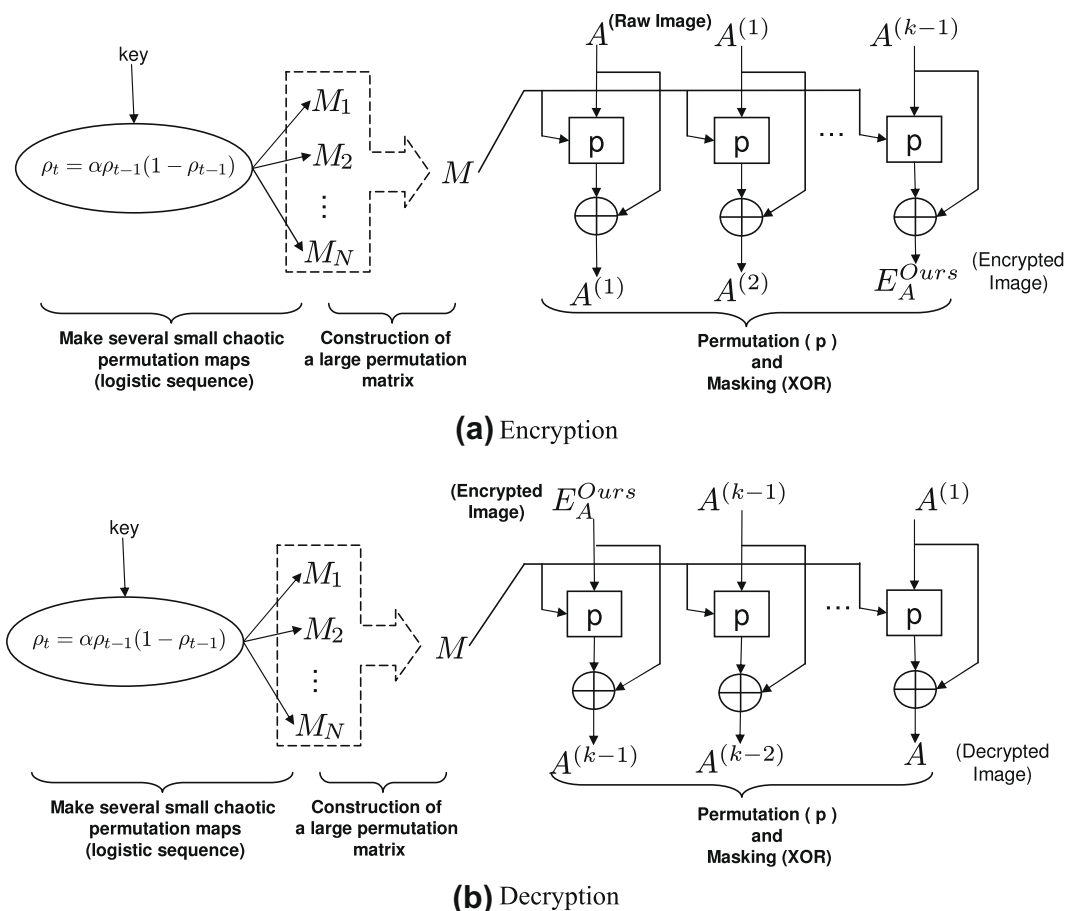 key
ρ_t = αρ_{t−1}(1 − ρ_{t−1})
M_1
M_2
⋮
M_N
M
A (Raw Image)
A^{(1)}
A^{(k−1)}
p
p
...
p
A^{(1)}
A^{(2)}
E_A^{Ours}
(Encrypted
Image)
Make several small chaotic
permutation maps
(logistic sequence)
Construction of
a large permutation
matrix
Permutation ( p )
and
Masking (XOR)
(a) Encryption
key
ρ_t = αρ_{t−1}(1 − ρ_{t−1})
M_1
M_2
⋮
M_N
M
(Encrypted
Image)
E_A^{Ours}
A^{(k−1)}
A^{(1)}
p
p
...
p
A^{(k−1)}
A^{(k−2)}
A
(Decrypted
Image)
Make several small chaotic
permutation maps
(logistic sequence)
Construction of
a large permutation
matrix
Permutation ( p )
and
Masking (XOR)
(b) Decryption